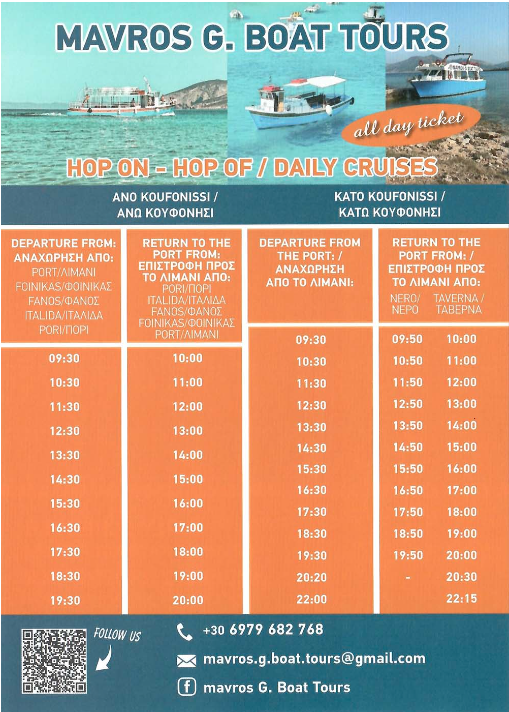 MAVROS G. BOAT TOURS
all day ticket
HOP ON - HOP OF / DAILY CRUISES
ANO KOUFONISSI /
ΑΝΩ ΚΟΥΦΟΝΗΣΙ
ΚΑΤΟ KOUFONISSI /
ΚΑΤΩ ΚΟΥΦΟΝΗΣΙ
DEPARTURE FROM:
ΑΝΑΧΩΡΗΣΗ ΑΠΟ:
PORT/ΛΙΜΑΝΙ
FOINIKAS/ΦΟΙΝΙΚΑΣ
FANOS/ΦΑΝΟΣ
ITALIDA/ΙΤΑΛΙΔΑ
PORI/ΠΟΡΙ
RETURN TO THE
PORT FROM:
ΕΠΙΣΤΡΟΦΗ ΠΡΟΣ
ΤΟ ΛΙΜΑΝΙ ΑΠΟ:
PORI/ΠΟΡΙ
ITALIDA/ΙΤΑΛΙΔΑ
FANOS/ΦΑΝΟΣ
FOINIKAS/ΦΟΙΝΙΚΑΣ
PORT/ΛΙΜΑΝΙ
DEPARTURE FROM
THE PORT: /
ΑΝΑΧΩΡΗΣΗ
ΑΠΟ ΤΟ ΛΙΜΑΝΙ:
RETURN TO THE
PORT FROM: /
ΕΠΙΣΤΡΟΦΗ ΠΡΟΣ
ΤΟ ΛΙΜΑΝΙ ΑΠΟ:
NERO/ TAVERNA /
ΝΕΡΟ ΤΑΒΕΡΝΑ
09:30 10:00 09:30 09:50 10:00
10:30 11:00 10:30 10:50 11:00
11:30 12:00 11:30 11:50 12:00
12:30 13:00 12:30 12:50 13:00
13:30 14:00 13:30 13:50 14:00
14:30 15:00 14:30 14:50 15:00
15:30 16:00 15:30 15:50 16:00
16:30 17:00 16:30 16:50 17:00
17:30 18:00 17:30 17:50 18:00
18:30 19:00 18:30 18:50 19:00
19:30 20:00 19:30 19:50 20:00
20:20 - 20:30
22:00 22:15
FOLLOW US
+30 6979 682 768
mavros.g.boat.tours@gmail.com
mavros G. Boat Tours